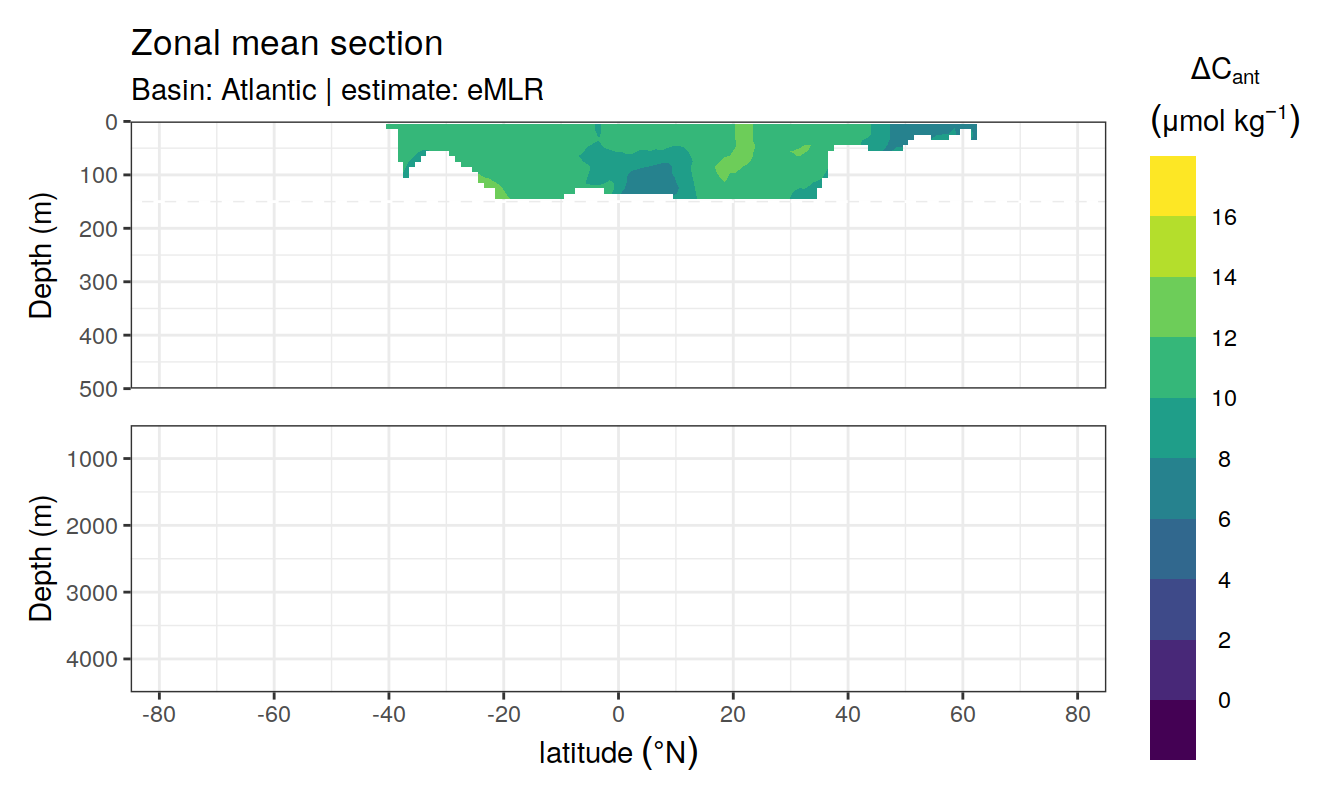 Zonal mean section
Basin: Atlantic | estimate: eMLR
ΔCant
(μmol kg⁻¹)
Depth (m)
0
100
200
300
400
500
Depth (m)
1000
2000
3000
4000
-80 -60 -40 -20 0 20 40 60 80
latitude (°N)
16
14
12
10
8
6
4
2
0